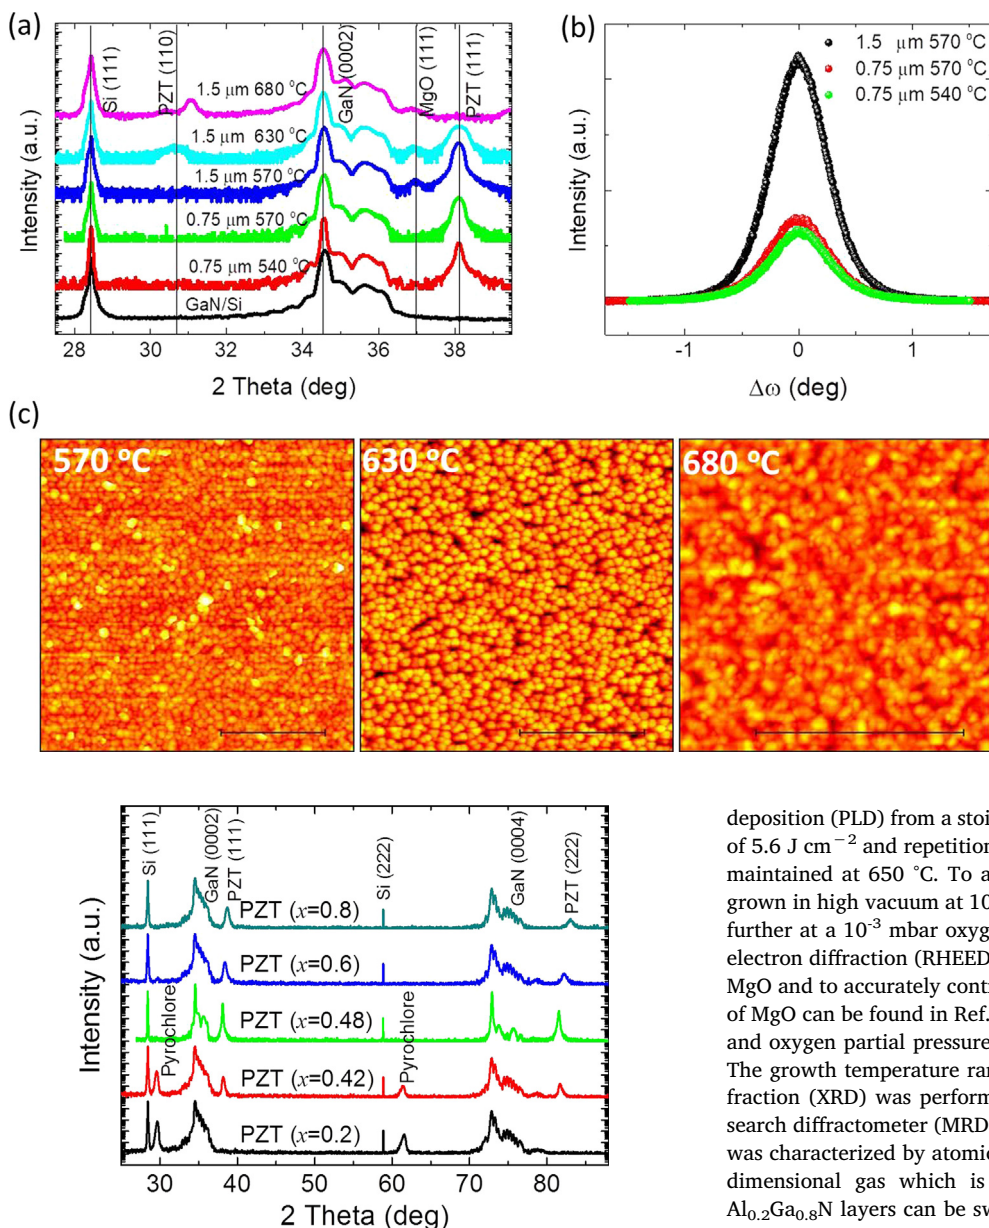 (a)
Intensity (a.u.)
Si (111)
PZT (110)
GaN (0002)
MgO (111)
PZT (111)
1.5 μm 680 °C
1.5 μm 630 °C
1.5 μm 570 °C
0.75 μm 570 °C
0.75 μm 540 °C
GaN/Si
28 30 32 34 36 38
2 Theta (deg)
(b)
Intensity (a.u.)
1.5 μm 570 °C
0.75 μm 570 °C
0.75 μm 540 °C
-1 0 1
Δω (deg)
(c)
570 °C
630 °C
680 °C
Intensity (a.u.)
Si (111)
GaN (0002)
PZT (111)
Si (222)
GaN (0004)
PZT (222)
PZT (x=0.8)
PZT (x=0.6)
PZT (x=0.48)
Pyrochlore
Pyrochlore
PZT (x=0.42)
PZT (x=0.2)
30 40 50 60 70 80
2 Theta (deg)
deposition (PLD) from a stoi
of 5.6 J cm⁻² and repetition
maintained at 650 °C. To a
grown in high vacuum at 10
further at a 10⁻³ mbar oxyg
electron diffraction (RHEED
MgO and to accurately conti
of MgO can be found in Ref.
and oxygen partial pressure
The growth temperature ran
fraction (XRD) was perform
search diffractometer (MRD)
was characterized by atomic
dimensional gas which is
Al₀.₂Ga₀.₈N layers can be sw